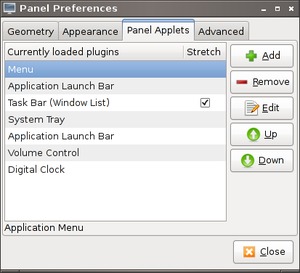 Panel Preferences
Geometry Appearance Panel Applets Advanced
Currently loaded plugins Stretch
Menu
Application Launch Bar
Task Bar (Window List)
System Tray
Application Launch Bar
Volume Control
Digital Clock
Add
Remove
Edit
Up
Down
Application Menu
Close